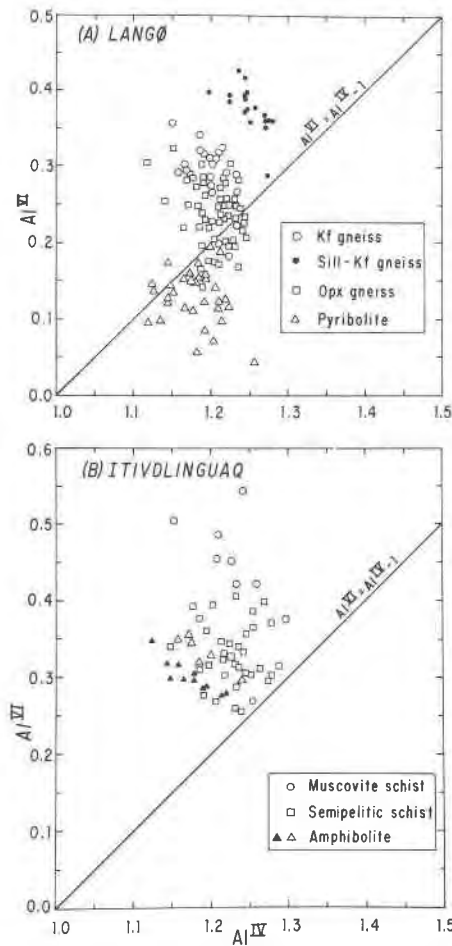 (A) LANGØ
0.5
0.4
0.3
0.2
0.1
0.0
Al^VI
Al^VI = Al^IV-1
○ Kf gneiss
• Sill-Kf gneiss
□ Opx gneiss
△ Pyribolite
1.0 1.1 1.2 1.3 1.4 1.5
(B) ITIVDLINGUAQ
0.6
0.5
0.4
0.3
0.2
0.1
0.0
Al^VI
Al^VI = Al^IV-1
○ Muscovite schist
□ Semipelitic schist
▲ △ Amphibolite
1.0 1.1 1.2 1.3 1.4 1.5
Al^IV